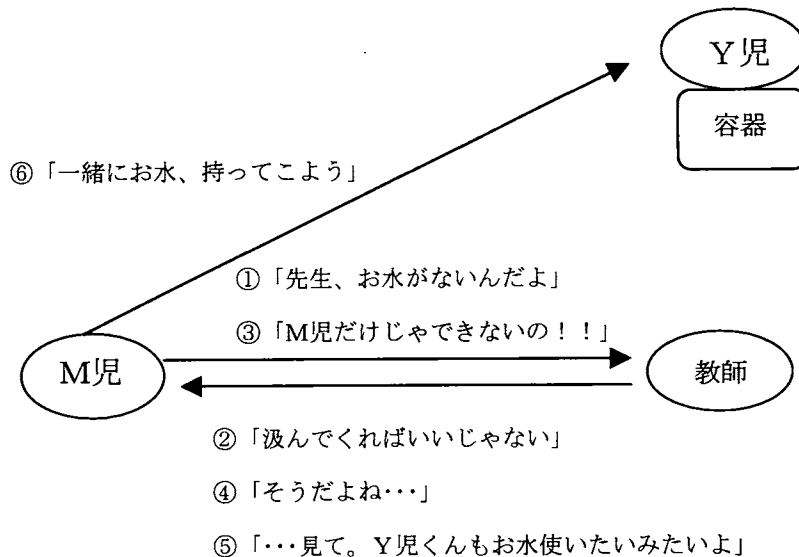 Y児
容器
⑥「一緒にお水、持ってこよう」
①「先生、お水がないんだよ」
③「M児だけじゃできないの！！」
M児
教師
②「汲んでくればいいじゃない」
④「そうだよね･･･」
⑤「･･･見て。Y児くんもお水使いたいみたいよ」